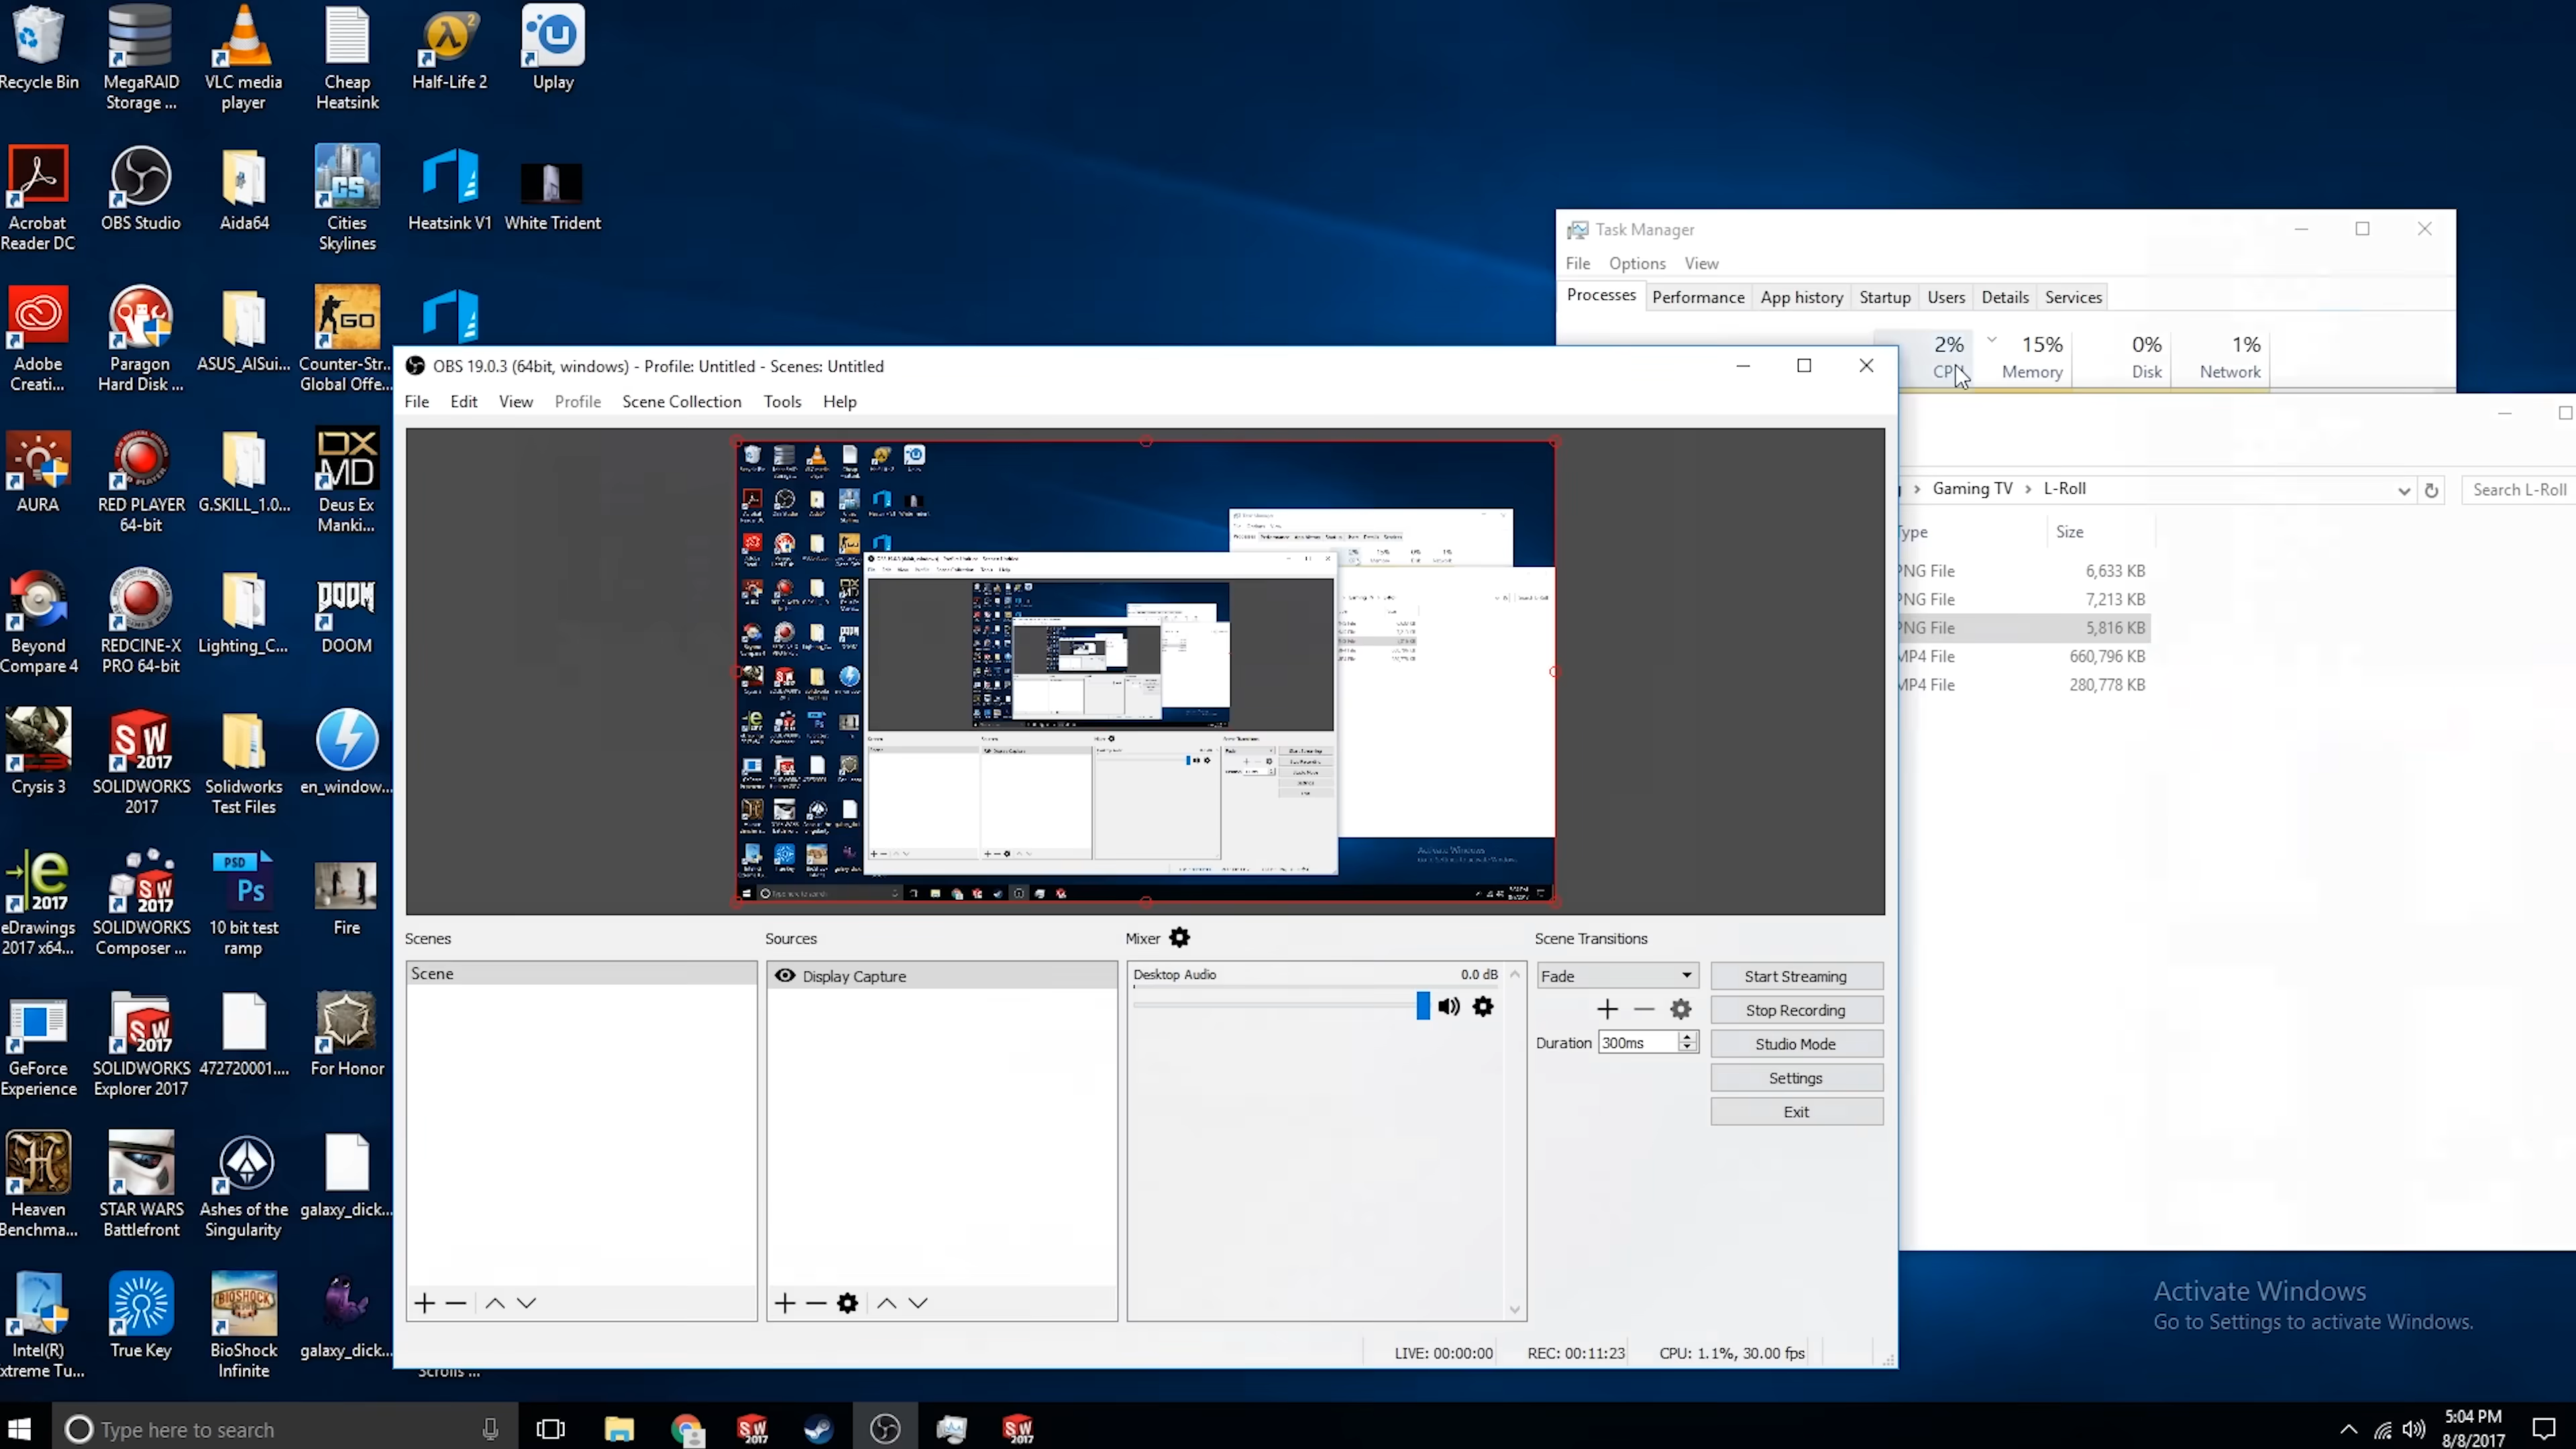 Recycle Bin
MegaRAID
Storage ...
VLC media
player
Cheap
Heatsink
Half-Life 2
Uplay
Acrobat
Reader DC
OBS Studio
Aida64
Cities
Skylines
Heatsink V1
White Trident
Adobe
Creati...
Paragon
Hard Disk ...
ASUS_AISui...
Counter-Str...
Global Offe...
AURA
RED PLAYER
64-bit
G.SKILL_1.0...
Deus Ex
Manki...
Beyond
Compare 4
REDCINE-X
PRO 64-bit
Lighting_C...
DOOM
Crysis 3
SOLIDWORKS
2017
Solidworks
Test Files
en_window...
eDrawings
2017 x64...
SOLIDWORKS
Composer ...
10 bit test
ramp
Fire
GeForce
Experience
SOLIDWORKS
Explorer 2017
472720001....
For Honor
Heaven
Benchma...
STAR WARS
Battlefront
Ashes of the
Singularity
galaxy_dick...
Intel(R)
xtreme Tu...
True Key
BioShock
Infinite
galaxy_dick...
Scrolls ...
Task Manager
File Options View
Processes Performance App history Startup Users Details Services
2% 15% 0% 1%
CPU Memory Disk Network
OBS 19.0.3 (64bit, windows) - Profile: Untitled - Scenes: Untitled
File Edit View Profile Scene Collection Tools Help
Gaming TV > L-Roll
Search L-Roll
Type Size
PNG File 6,633 KB
PNG File 7,213 KB
PNG File 5,816 KB
MP4 File 660,796 KB
MP4 File 280,778 KB
Scenes
Scene
Sources
Display Capture
Mixer
Desktop Audio 0.0 dB
Scene Transitions
Fade
Duration 300ms
Start Streaming
Stop Recording
Studio Mode
Settings
Exit
LIVE: 00:00:00 REC: 00:11:23 CPU: 1.1%, 30.00 fps
Activate Windows
Go to Settings to activate Windows.
Type here to search
5:04 PM
8/8/2017